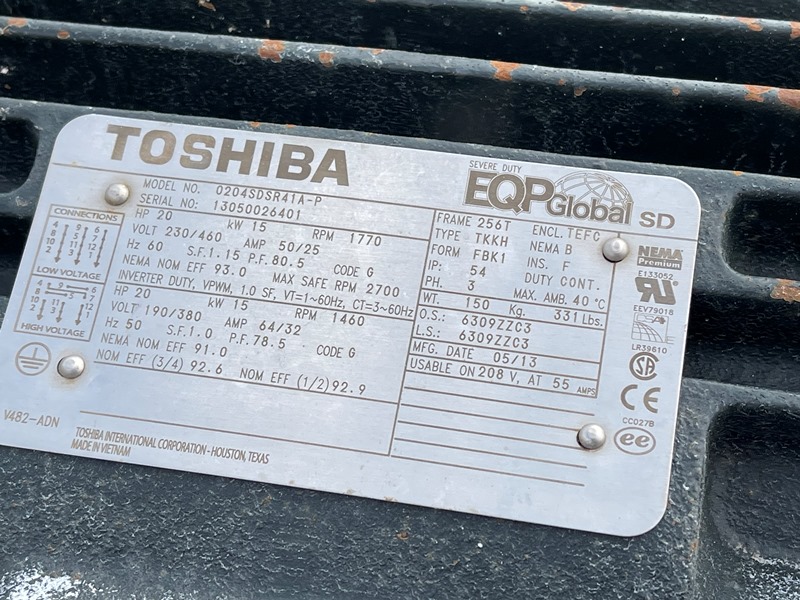 TOSHIBA
SEVERE DUTY
EQP Global SD
MODEL NO. 0204SDSR41A-P
SERIAL NO. 13050026401
HP 20 kW 15 RPM 1770
VOLT 230/460 AMP 50/25
Hz 60 S.F.1.15 P.F. 80.5 CODE G
NEMA NOM EFF 93.0 MAX SAFE RPM 2700
INVERTER DUTY, VPWM, 1.0 SF, VT=1~60Hz, CT=3~60Hz
HP 20 kW 15 RPM 1460
VOLT 190/380 AMP 64/32
Hz 50 S.F.1.0 P.F.78.5 CODE G
NEMA NOM EFF 91.0
NOM EFF (3/4) 92.6 NOM EFF (1/2)92.9
FRAME 256T ENCL.TEFC
TYPE TKKH NEMA B
FORM FBK1 INS. F
IP: 54 DUTY CONT.
PH. 3 MAX. AMB. 40 °C
WT. 150 Kg. 331 Lbs.
O.S.: 6309ZZC3
L.S.: 6309ZZC3
MFG. DATE 05/13
USABLE ON 208 V, AT 55 AMPS
CONNECTIONS
LOW VOLTAGE
HIGH VOLTAGE
NEMA
Premium
E133052
EEV79018
LR39610
CE
CC027B
ee
V482-ADN
TOSHIBA INTERNATIONAL CORPORATION - HOUSTON, TEXAS
MADE IN VIETNAM